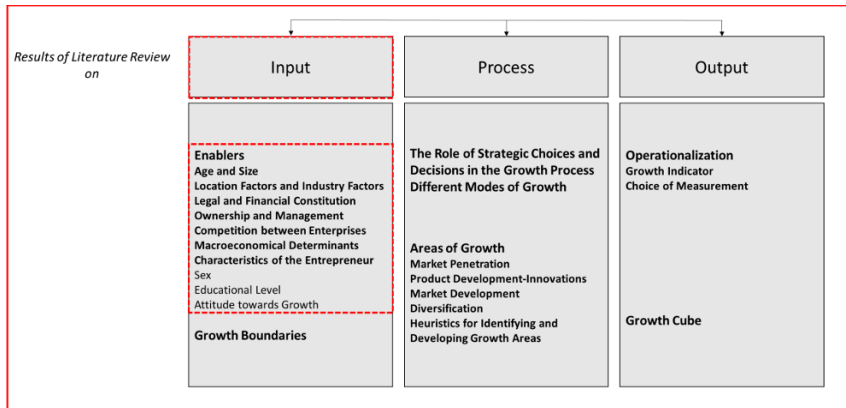 Results of Literature Review
on
Input
Process
Output
Enablers
Age and Size
Location Factors and Industry Factors
Legal and Financial Constitution
Ownership and Management
Competition between Enterprises
Macroeconomical Determinants
Characteristics of the Entrepreneur
Sex
Educational Level
Attitude towards Growth
Growth Boundaries
The Role of Strategic Choices and
Decisions in the Growth Process
Different Modes of Growth
Areas of Growth
Market Penetration
Product Development-Innovations
Market Development
Diversification
Heuristics for Identifying and
Developing Growth Areas
Operationalization
Growth Indicator
Choice of Measurement
Growth Cube